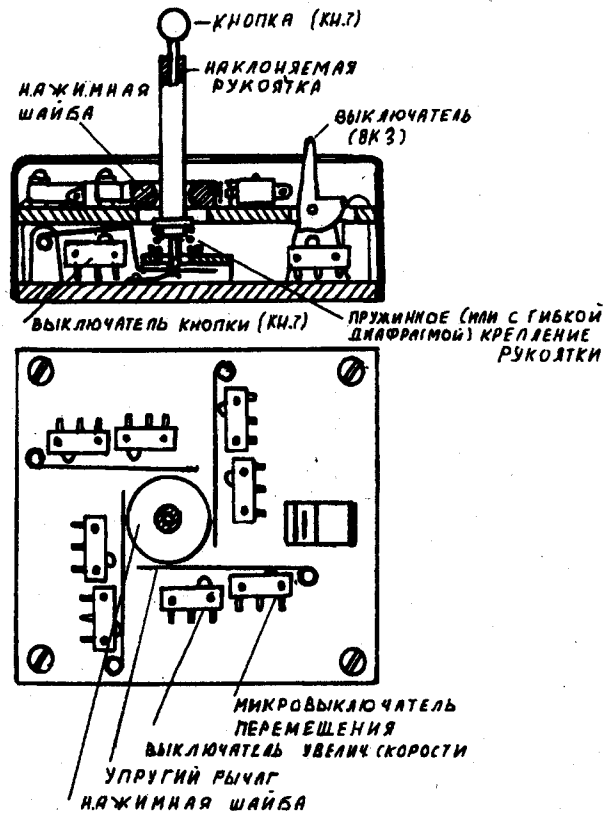 КНОПКА (КН.7)
НАКЛОНЯЕМАЯ
РУКОЯТКА
НАЖИМНАЯ
ШАЙБА
ВЫКЛЮЧАТЕЛЬ
(ВК3)
ВЫКЛЮЧАТЕЛЬ КНОПКИ (КН.7)
ПРУЖИННОЕ (ИЛИ С ГИБКОЙ
ДИАФРАГМОЙ) КРЕПЛЕНИЕ
РУКОЯТКИ
МИКРОВЫКЛЮЧАТЕЛЬ
ПЕРЕМЕЩЕНИЯ
ВЫКЛЮЧАТЕЛЬ УВЕЛИЧ СКОРОСТИ
УПРУГИЙ РЫЧАГ
НАЖИМНАЯ ШАЙБА